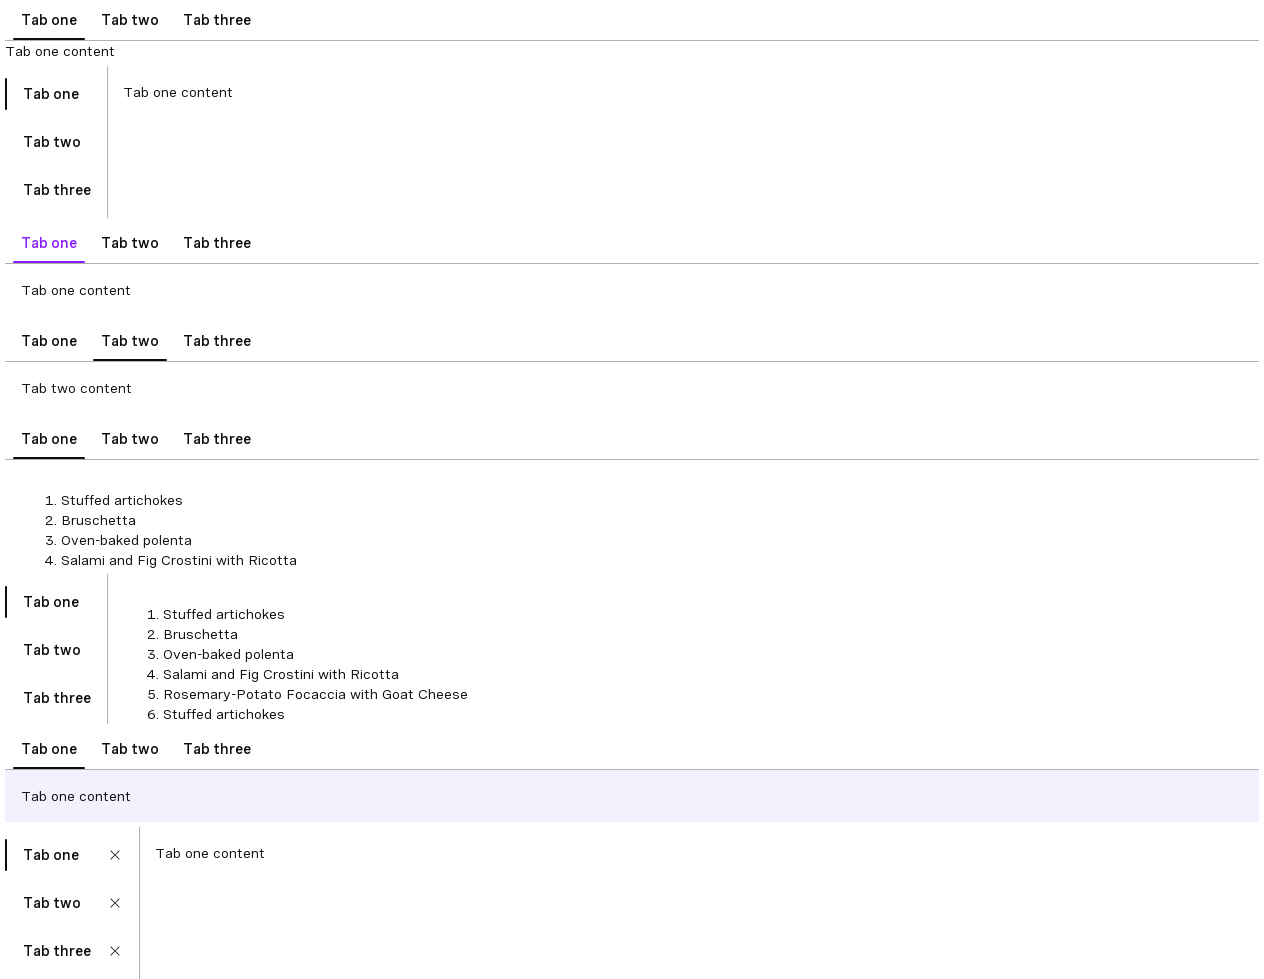 Tab one Tab two Tab three
Tab one content
Tab one
Tab one content
Tab two
Tab three
Tab one Tab two Tab three
Tab one content
Tab one Tab two Tab three
Tab two content
Tab one Tab two Tab three
1. Stuffed artichokes
2. Bruschetta
3. Oven-baked polenta
4. Salami and Fig Crostini with Ricotta
Tab one
Tab two
Tab three
1. Stuffed artichokes
2. Bruschetta
3. Oven-baked polenta
4. Salami and Fig Crostini with Ricotta
5. Rosemary-Potato Focaccia with Goat Cheese
6. Stuffed artichokes
Tab one Tab two Tab three
Tab one content
Tab one
Tab one content
Tab two
Tab three